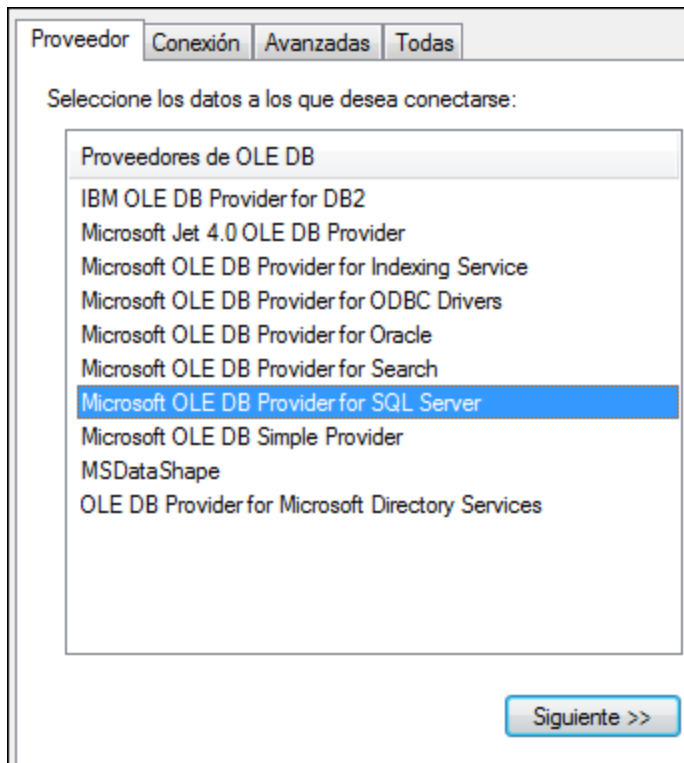 Proveedor Conexión Avanzadas Todas
Seleccione los datos a los que desea conectarse:
Proveedores de OLE DB
IBM OLE DB Provider for DB2
Microsoft Jet 4.0 OLE DB Provider
Microsoft OLE DB Provider for Indexing Service
Microsoft OLE DB Provider for ODBC Drivers
Microsoft OLE DB Provider for Oracle
Microsoft OLE DB Provider for Search
Microsoft OLE DB Provider for SQL Server
Microsoft OLE DB Simple Provider
MSDataShape
OLE DB Provider for Microsoft Directory Services
Siguiente >>